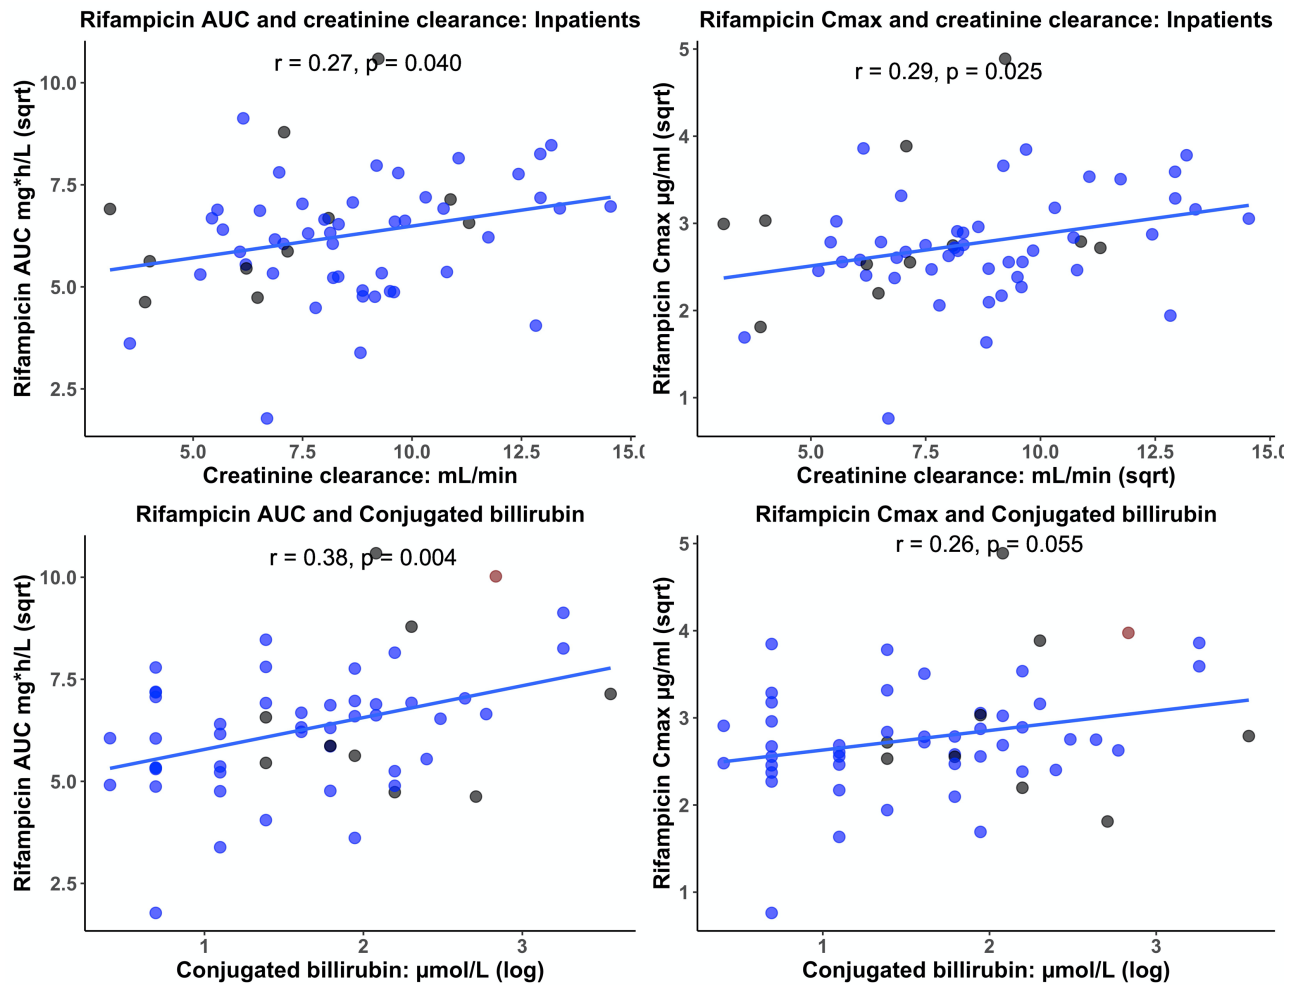 Rifampicin AUC and creatinine clearance: Inpatients
r = 0.27, p = 0.040
Rifampicin AUC mg*h/L (sqrt)
10.0
7.5
5.0
2.5
5.0 7.5 10.0 12.5 15.0
Creatinine clearance: mL/min
Rifampicin Cmax and creatinine clearance: Inpatients
r = 0.29, p = 0.025
Rifampicin Cmax µg/ml (sqrt)
5
4
3
2
1
5.0 7.5 10.0 12.5 15.0
Creatinine clearance: mL/min (sqrt)
Rifampicin AUC and Conjugated billirubin
r = 0.38, p = 0.004
Rifampicin AUC mg*h/L (sqrt)
10.0
7.5
5.0
2.5
1 2 3
Conjugated billirubin: µmol/L (log)
Rifampicin Cmax and Conjugated billirubin
r = 0.26, p = 0.055
Rifampicin Cmax µg/ml (sqrt)
5
4
3
2
1
1 2 3
Conjugated billirubin: µmol/L (log)